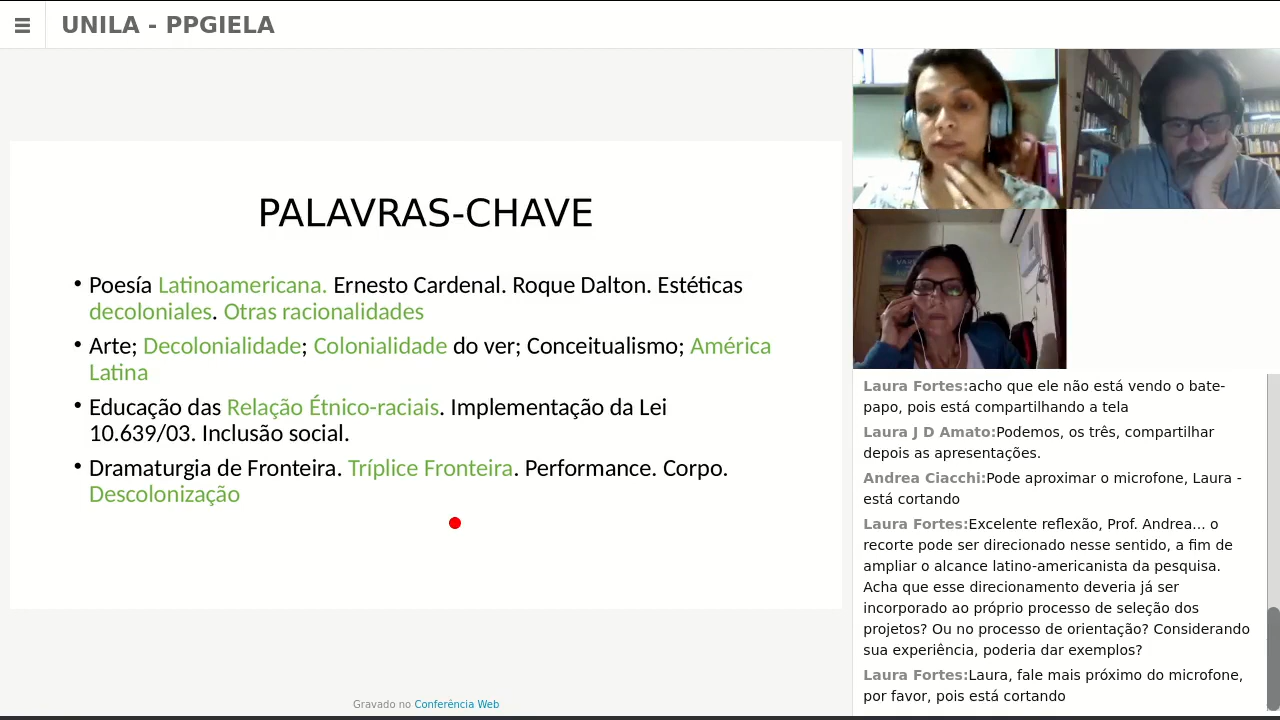 UNILA - PPGIELA
PALAVRAS-CHAVE
• Poesía Latinoamericana. Ernesto Cardenal. Roque Dalton. Estéticas
decoloniales. Otras racionalidades
• Arte; Decolonialidade; Colonialidade do ver; Conceitualismo; América
Latina
• Educação das Relação Étnico-raciais. Implementação da Lei
10.639/03. Inclusão social.
• Dramaturgia de Fronteira. Tríplice Fronteira. Performance. Corpo.
Descolonização
Gravado no Conferência Web
Laura Fortes:acho que ele não está vendo o bate-
papo, pois está compartilhando a tela
Laura J D Amato:Podemos, os três, compartilhar
depois as apresentações.
Andrea Ciacchi:Pode aproximar o microfone, Laura -
está cortando
Laura Fortes:Excelente reflexão, Prof. Andrea... o
recorte pode ser direcionado nesse sentido, a fim de
ampliar o alcance latino-americanista da pesquisa.
Acha que esse direcionamento deveria já ser
incorporado ao próprio processo de seleção dos
projetos? Ou no processo de orientação? Considerando
sua experiência, poderia dar exemplos?
Laura Fortes:Laura, fale mais próximo do microfone,
por favor, pois está cortando